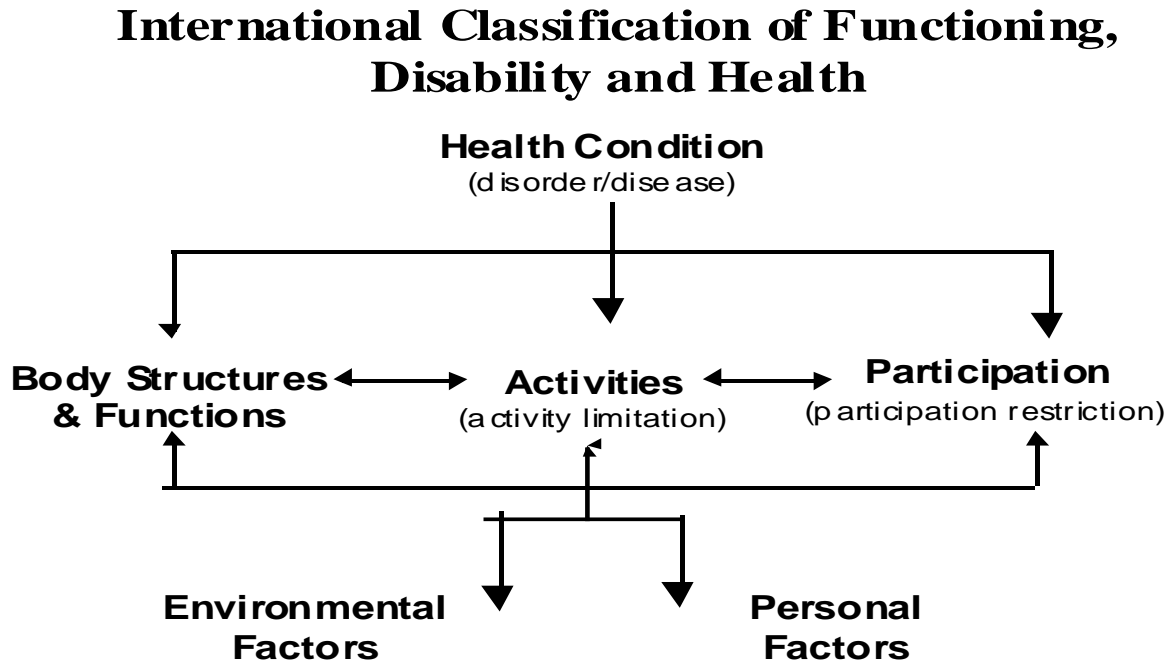 International Classification of Functioning,
Disability and Health
Health Condition
(disorder/disease)
Body Structures
& Functions
Activities
(activity limitation)
Participation
(participation restriction)
Environmental
Factors
Personal
Factors